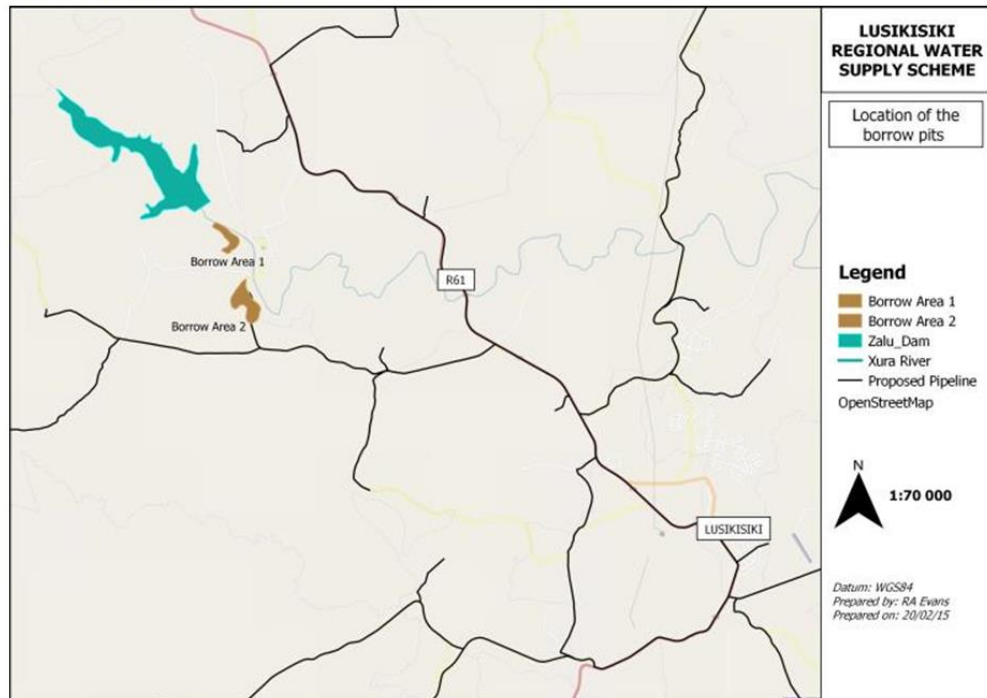 LUSIKISIKI
REGIONAL WATER
SUPPLY SCHEME
Location of the
borrow pits
Borrow Area 1
R61
Borrow Area 2
LUSIKISIKI
Legend
Borrow Area 1
Borrow Area 2
Zalu_Dam
Xura River
Proposed Pipeline
OpenStreetMap
N
1:70 000
Datum: WGS84
Prepared by: RA Evans
Prepared on: 20/02/15